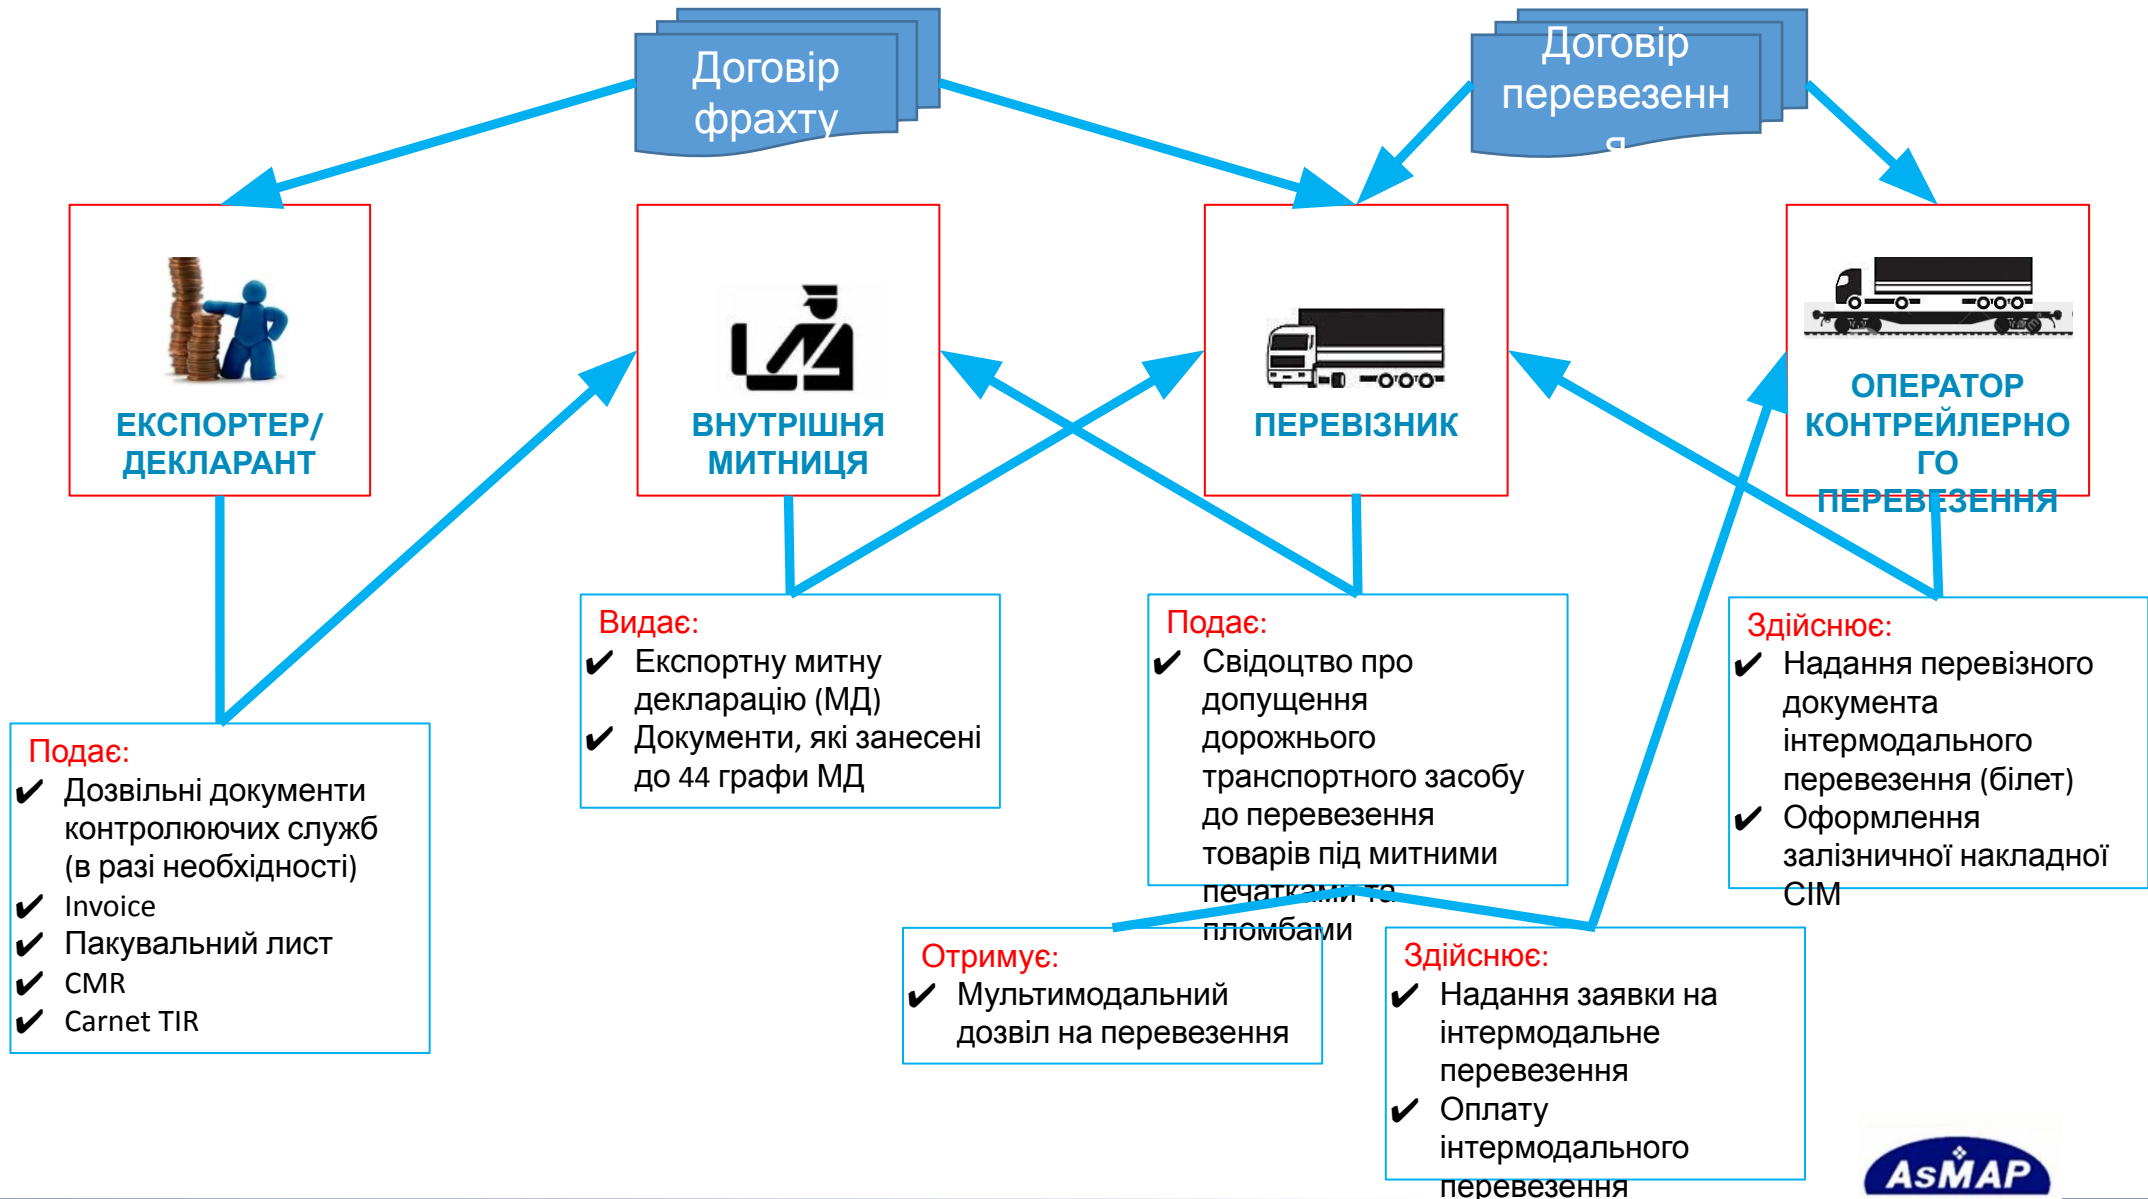 Договір
фрахту
Договір
перевезенн
я
ЕКСПОРТЕР/
ДЕКЛАРАНТ
ВНУТРІШНЯ
МИТНИЦЯ
ПЕРЕВІЗНИК
ОПЕРАТОР
КОНТРЕЙЛЕРНО
ГО
ПЕРЕВЕЗЕННЯ
Подає:
✔ Дозвільні документи
контролюючих служб
(в разі необхідності)
✔ Invoice
✔ Пакувальний лист
✔ CMR
✔ Carnet TIR
Видає:
✔ Експортну митну
декларацію (МД)
✔ Документи, які занесені
до 44 графи МД
Подає:
✔ Свідоцтво про
допущення
дорожнього
транспортного засобу
до перевезення
товарів під митними
печатками та
пломбами
Отримує:
✔ Мультимодальний
дозвіл на перевезення
Здійснює:
✔ Надання заявки на
інтермодальне
перевезення
✔ Оплату
інтермодального
перевезення
Здійснює:
✔ Надання перевізного
документа
інтермодального
перевезення (білет)
✔ Оформлення
залізничної накладної
СІМ
AsMAP